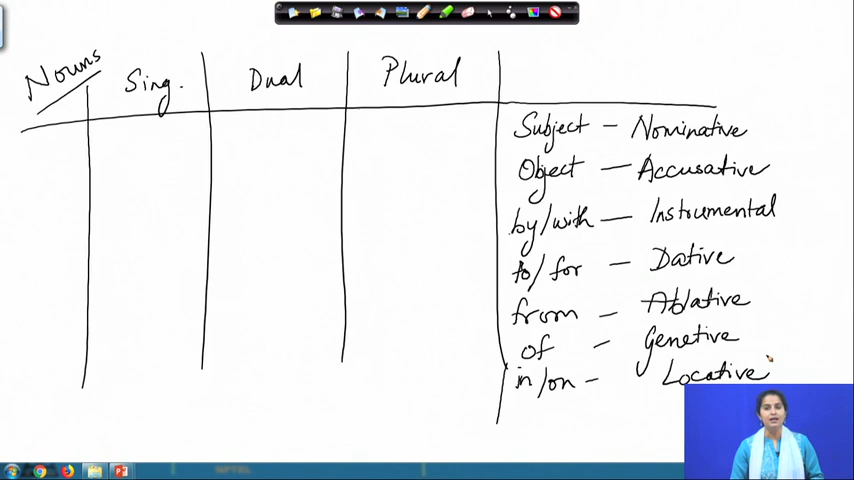 Nouns Sing. Dual Plural
Subject - Nominative
Object - Accusative
by/with - Instrumental
to/for - Dative
from - Ablative
of - Genetive
in/on - Locative
NPTEL